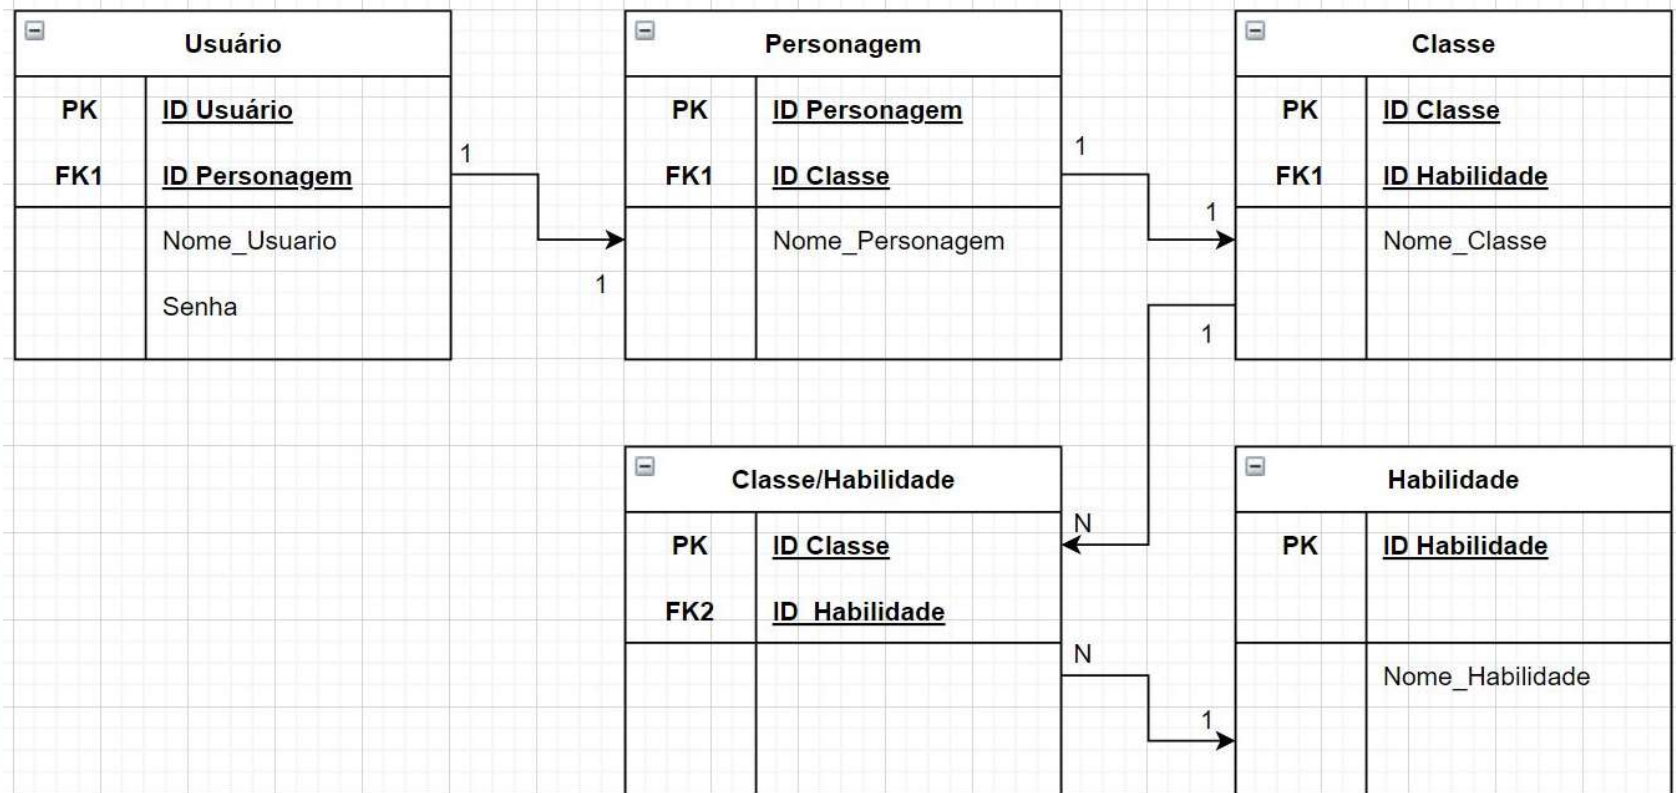 Usuário
PK ID Usuário
FK1 ID Personagem
Nome_Usuario
Senha
1
1
Personagem
PK ID Personagem
FK1 ID Classe
Nome_Personagem
1
1
Classe
PK ID Classe
FK1 ID Habilidade
Nome_Classe
1
N
Classe/Habilidade
PK ID Classe
FK2 ID_Habilidade
N
1
Habilidade
PK ID Habilidade
Nome_Habilidade